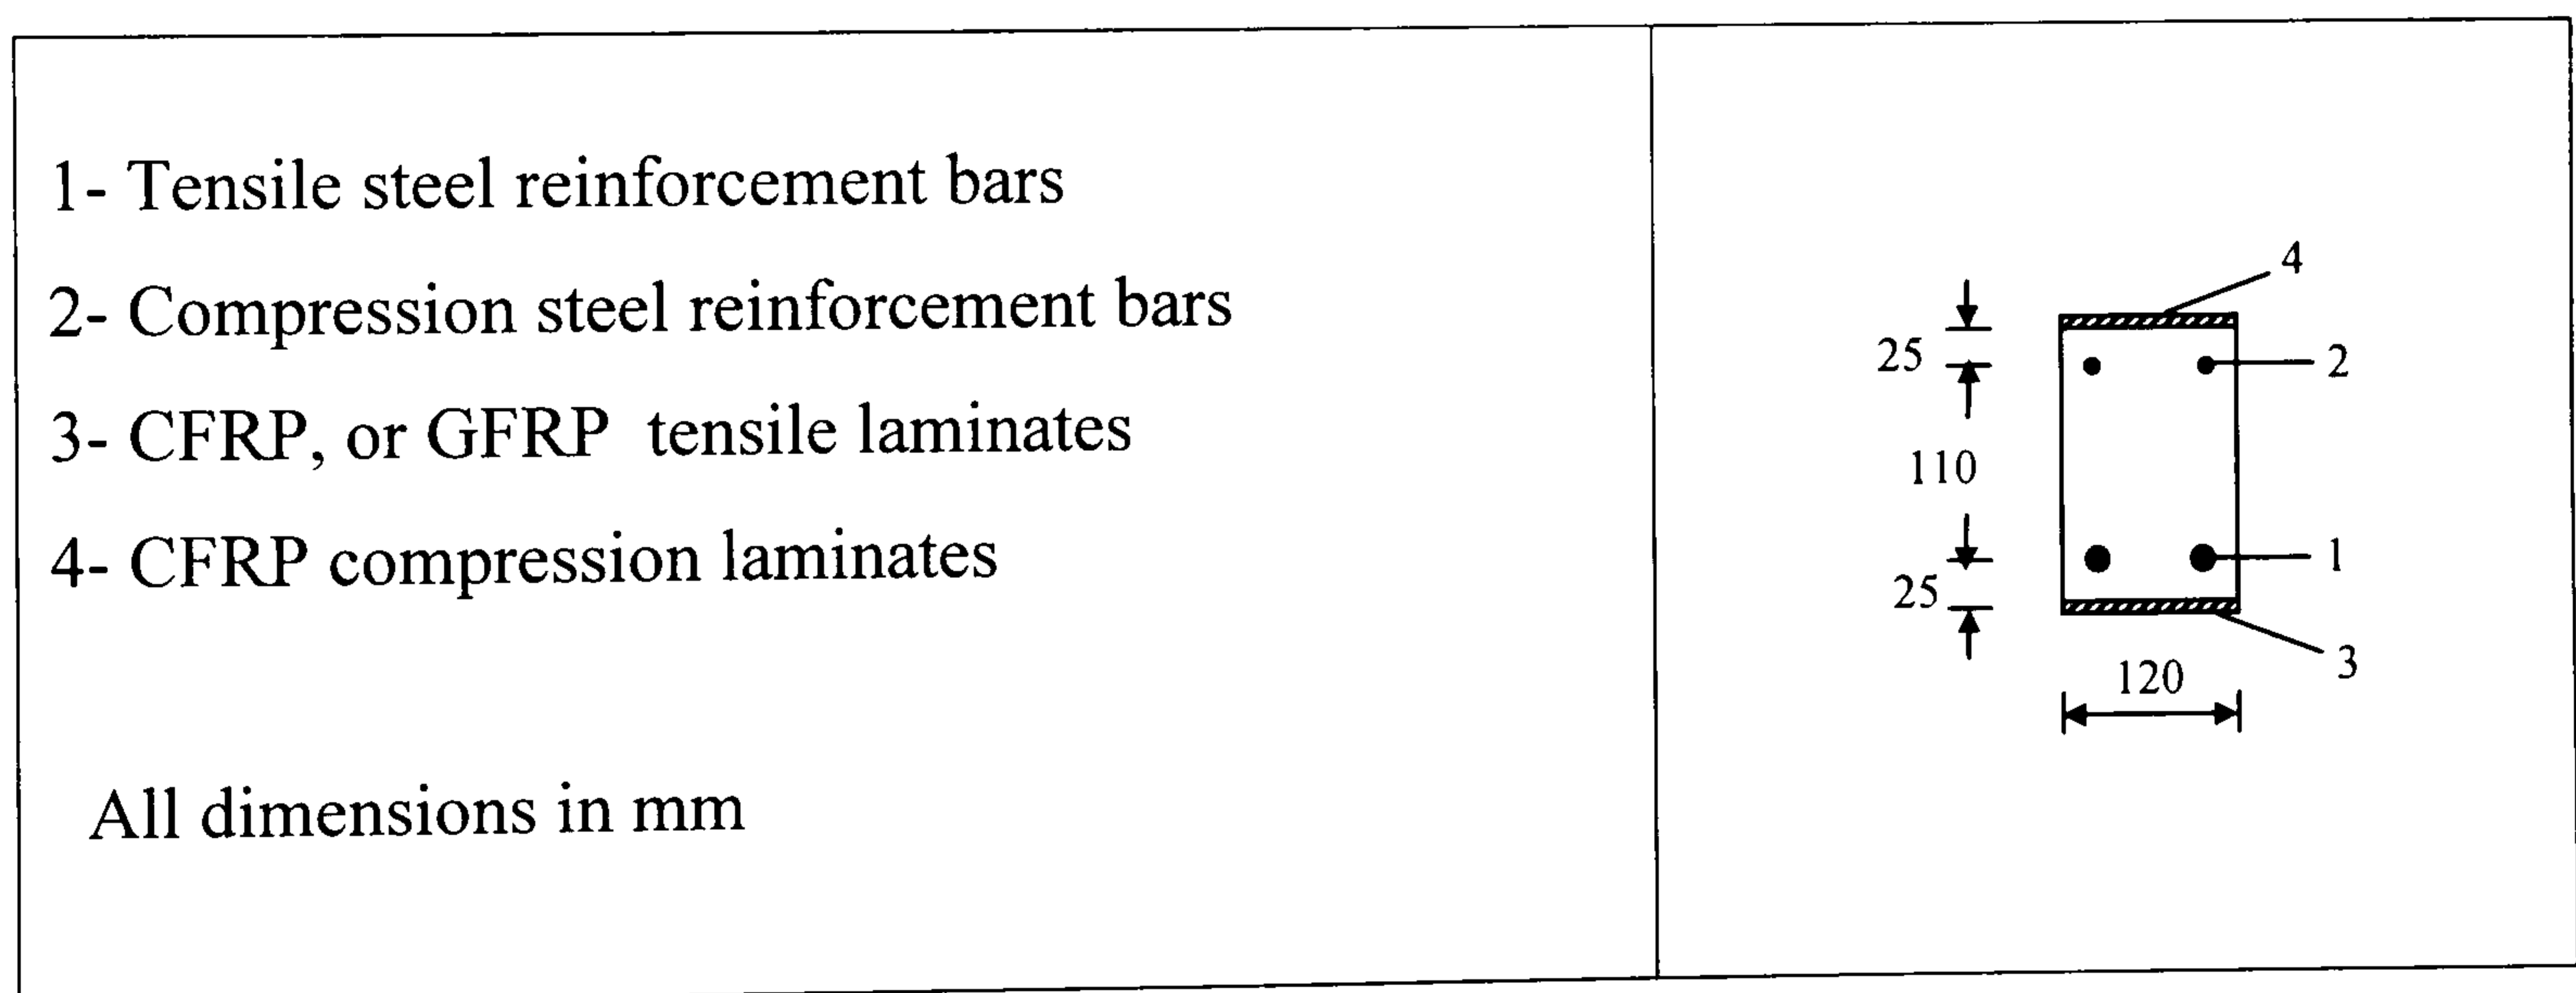 1- Tensile steel reinforcement bars
2- Compression steel reinforcement bars
3- CFRP, or GFRP tensile laminates
4- CFRP compression laminates
All dimensions in mm
4
25
2
110
1
25
3
120